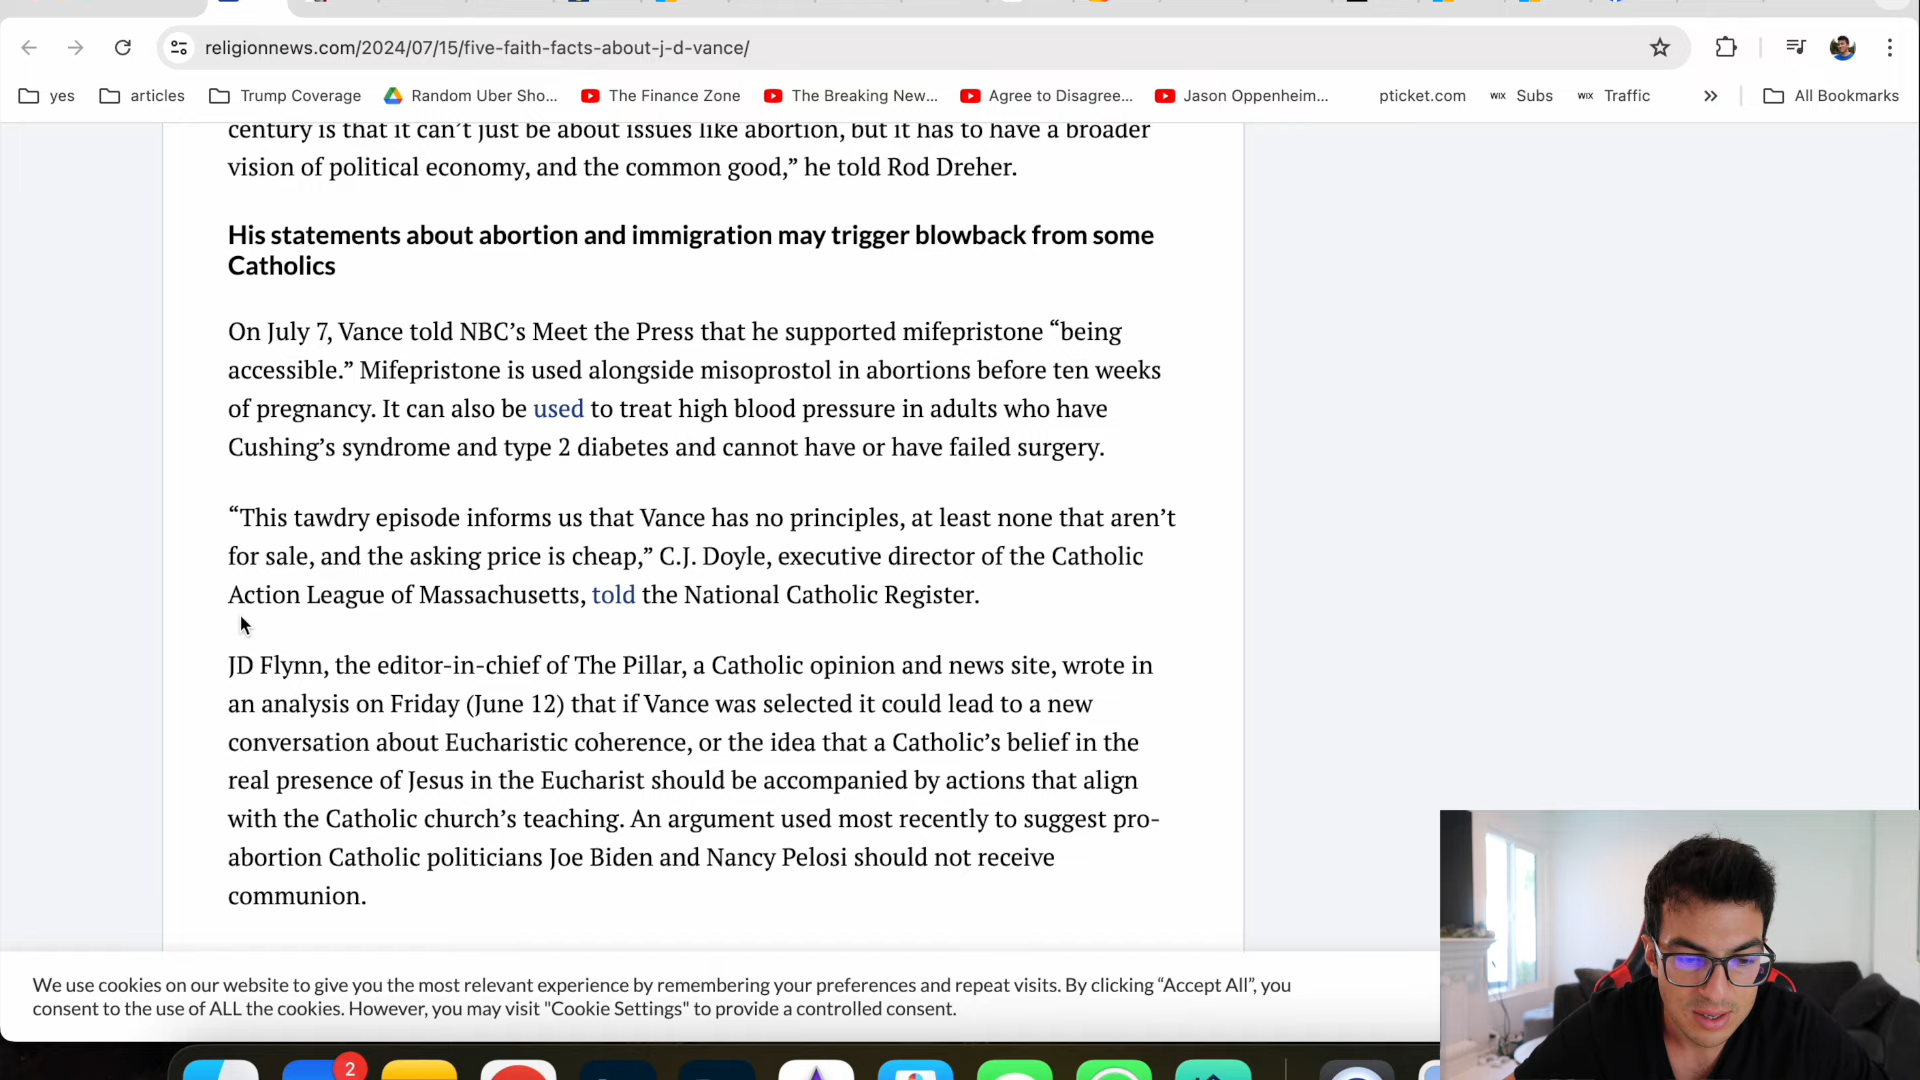 religionnews.com/2024/07/15/five-faith-facts-about-j-d-vance/
yes
articles
Trump Coverage
Random Uber Sho...
The Finance Zone
The Breaking New...
Agree to Disagree...
Jason Oppenheim...
pticket.com
WIX Subs
WIX Traffic
All Bookmarks
century is that it can’t just be about issues like abortion, but it has to have a broader
vision of political economy, and the common good,” he told Rod Dreher.
His statements about abortion and immigration may trigger blowback from some
Catholics
On July 7, Vance told NBC’s Meet the Press that he supported mifepristone “being
accessible.” Mifepristone is used alongside misoprostol in abortions before ten weeks
of pregnancy. It can also be used to treat high blood pressure in adults who have
Cushing’s syndrome and type 2 diabetes and cannot have or have failed surgery.
“This tawdry episode informs us that Vance has no principles, at least none that aren’t
for sale, and the asking price is cheap,” C.J. Doyle, executive director of the Catholic
Action League of Massachusetts, told the National Catholic Register.
JD Flynn, the editor-in-chief of The Pillar, a Catholic opinion and news site, wrote in
an analysis on Friday (June 12) that if Vance was selected it could lead to a new
conversation about Eucharistic coherence, or the idea that a Catholic’s belief in the
real presence of Jesus in the Eucharist should be accompanied by actions that align
with the Catholic church’s teaching. An argument used most recently to suggest pro-
abortion Catholic politicians Joe Biden and Nancy Pelosi should not receive
communion.
We use cookies on our website to give you the most relevant experience by remembering your preferences and repeat visits. By clicking “Accept All”, you
consent to the use of ALL the cookies. However, you may visit "Cookie Settings" to provide a controlled consent.
2